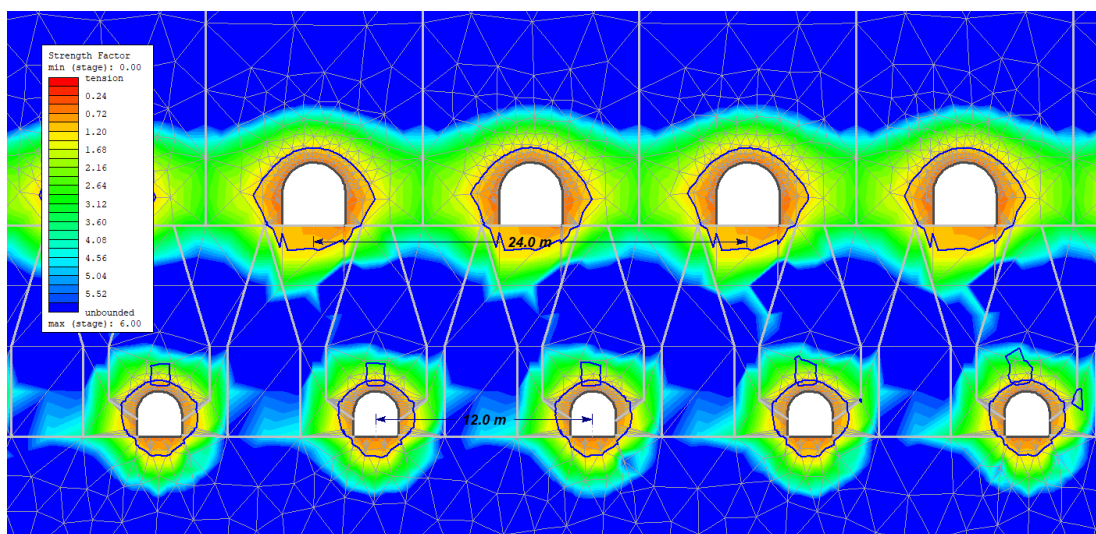 Strength Factor
min (stage): 0.00
tension
0.24
0.72
1.20
1.68
2.16
2.64
3.12
3.60
4.08
4.56
5.04
5.52
unbounded
max (stage): 6.00
24.0 m
12.0 m